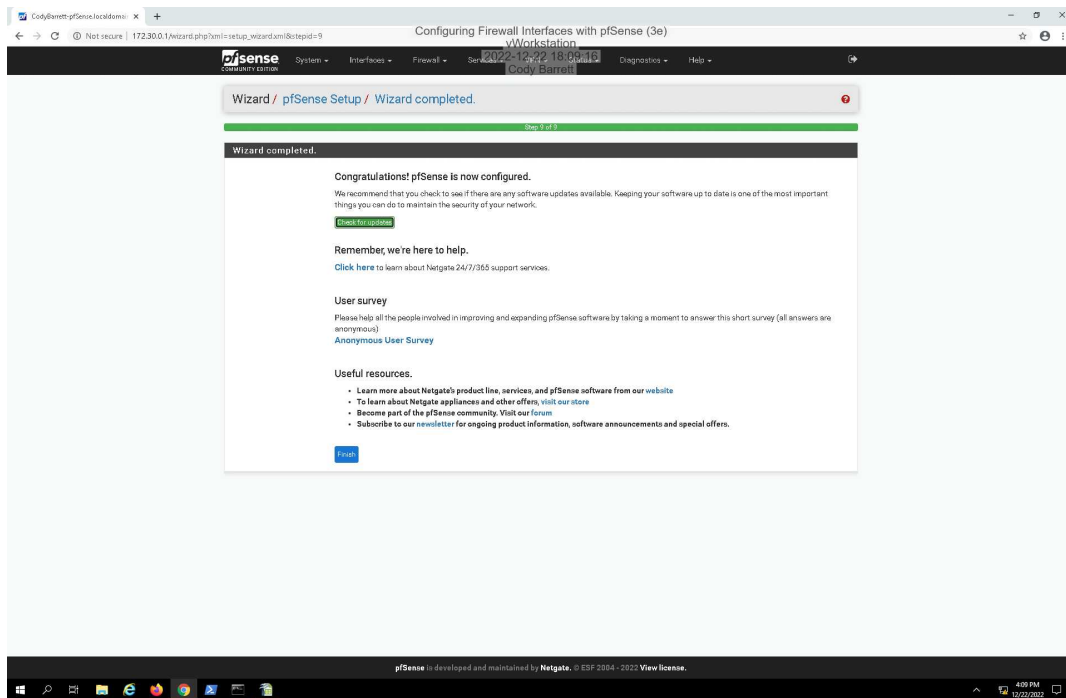 CodyBarrett-pfSense.localdomai
Not secure | 172.30.0.1/wizard.php?xml=setup_wizard.xml&stepid=9
Configuring Firewall Interfaces with pfSense (3e)
vWorkstation
2022-12-22 18:09:16
Cody Barrett
pfsense
COMMUNITY EDITION
System
Interfaces
Firewall
Services
VPN
Status
Diagnostics
Help
Wizard / pfSense Setup / Wizard completed.
Step 9 of 9
Wizard completed.
Congratulations! pfSense is now configured.
We recommend that you check to see if there are any software updates available. Keeping your software up to date is one of the most important
things you can do to maintain the security of your network.
Check for updates
Remember, we're here to help.
Click here to learn about Netgate 24/7/365 support services.
User survey
Please help all the people involved in improving and expanding pfSense software by taking a moment to answer this short survey (all answers are
anonymous)
Anonymous User Survey
Useful resources.
• Learn more about Netgate's product line, services, and pfSense software from our website
• To learn about Netgate appliances and other offers, visit our store
• Become part of the pfSense community. Visit our forum
• Subscribe to our newsletter for ongoing product information, software announcements and special offers.
Finish
pfSense is developed and maintained by Netgate. © ESF 2004 - 2022 View license.
4:09 PM
12/22/2022